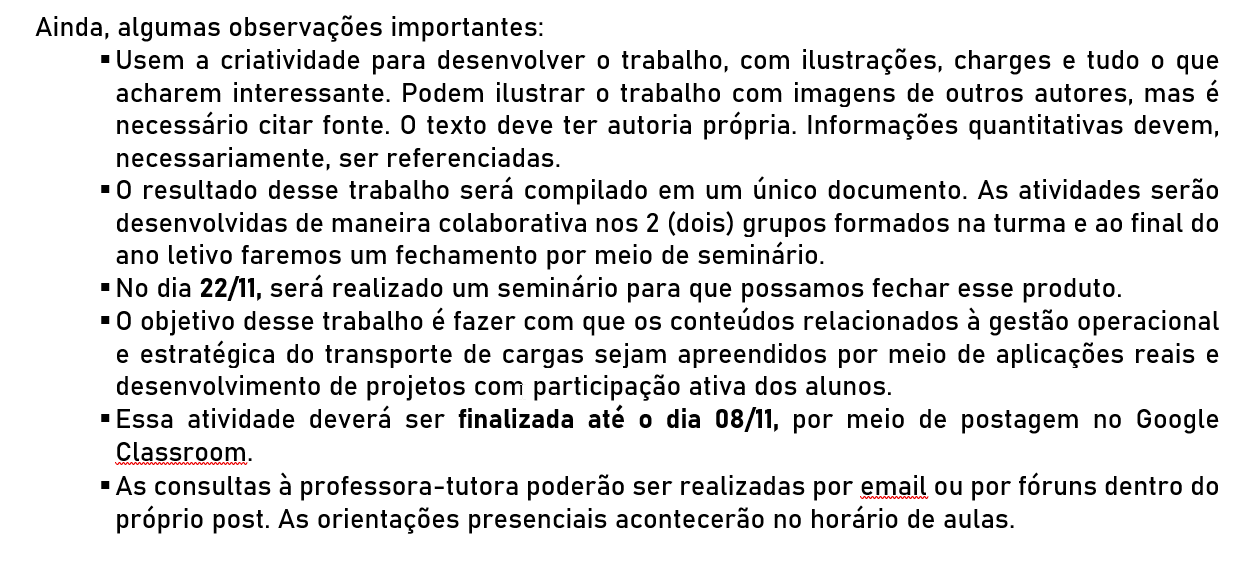 Ainda, algumas observações importantes:
▪ Usem a criatividade para desenvolver o trabalho, com ilustrações, charges e tudo o que
acharem interessante. Podem ilustrar o trabalho com imagens de outros autores, mas é
necessário citar fonte. O texto deve ter autoria própria. Informações quantitativas devem,
necessariamente, ser referenciadas.
▪ O resultado desse trabalho será compilado em um único documento. As atividades serão
desenvolvidas de maneira colaborativa nos 2 (dois) grupos formados na turma e ao final do
ano letivo faremos um fechamento por meio de seminário.
▪ No dia 22/11, será realizado um seminário para que possamos fechar esse produto.
▪ O objetivo desse trabalho é fazer com que os conteúdos relacionados à gestão operacional
e estratégica do transporte de cargas sejam apreendidos por meio de aplicações reais e
desenvolvimento de projetos com participação ativa dos alunos.
▪ Essa atividade deverá ser finalizada até o dia 08/11, por meio de postagem no Google
Classroom.
▪ As consultas à professora-tutora poderão ser realizadas por email ou por fóruns dentro do
próprio post. As orientações presenciais acontecerão no horário de aulas.